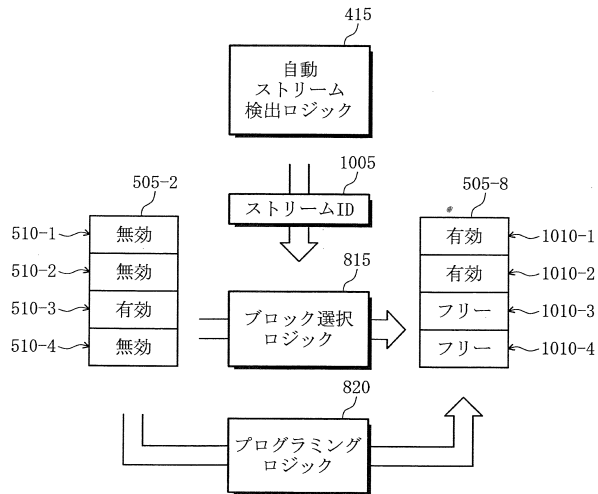 415
自動
ストリーム
検出ロジック
1005
ストリームID
505-2
510-1
無効
510-2
無効
510-3
有効
510-4
無効
815
ブロック選択
ロジック
505-8
有効
1010-1
有効
1010-2
フリー
1010-3
フリー
1010-4
820
プログラミング
ロジック